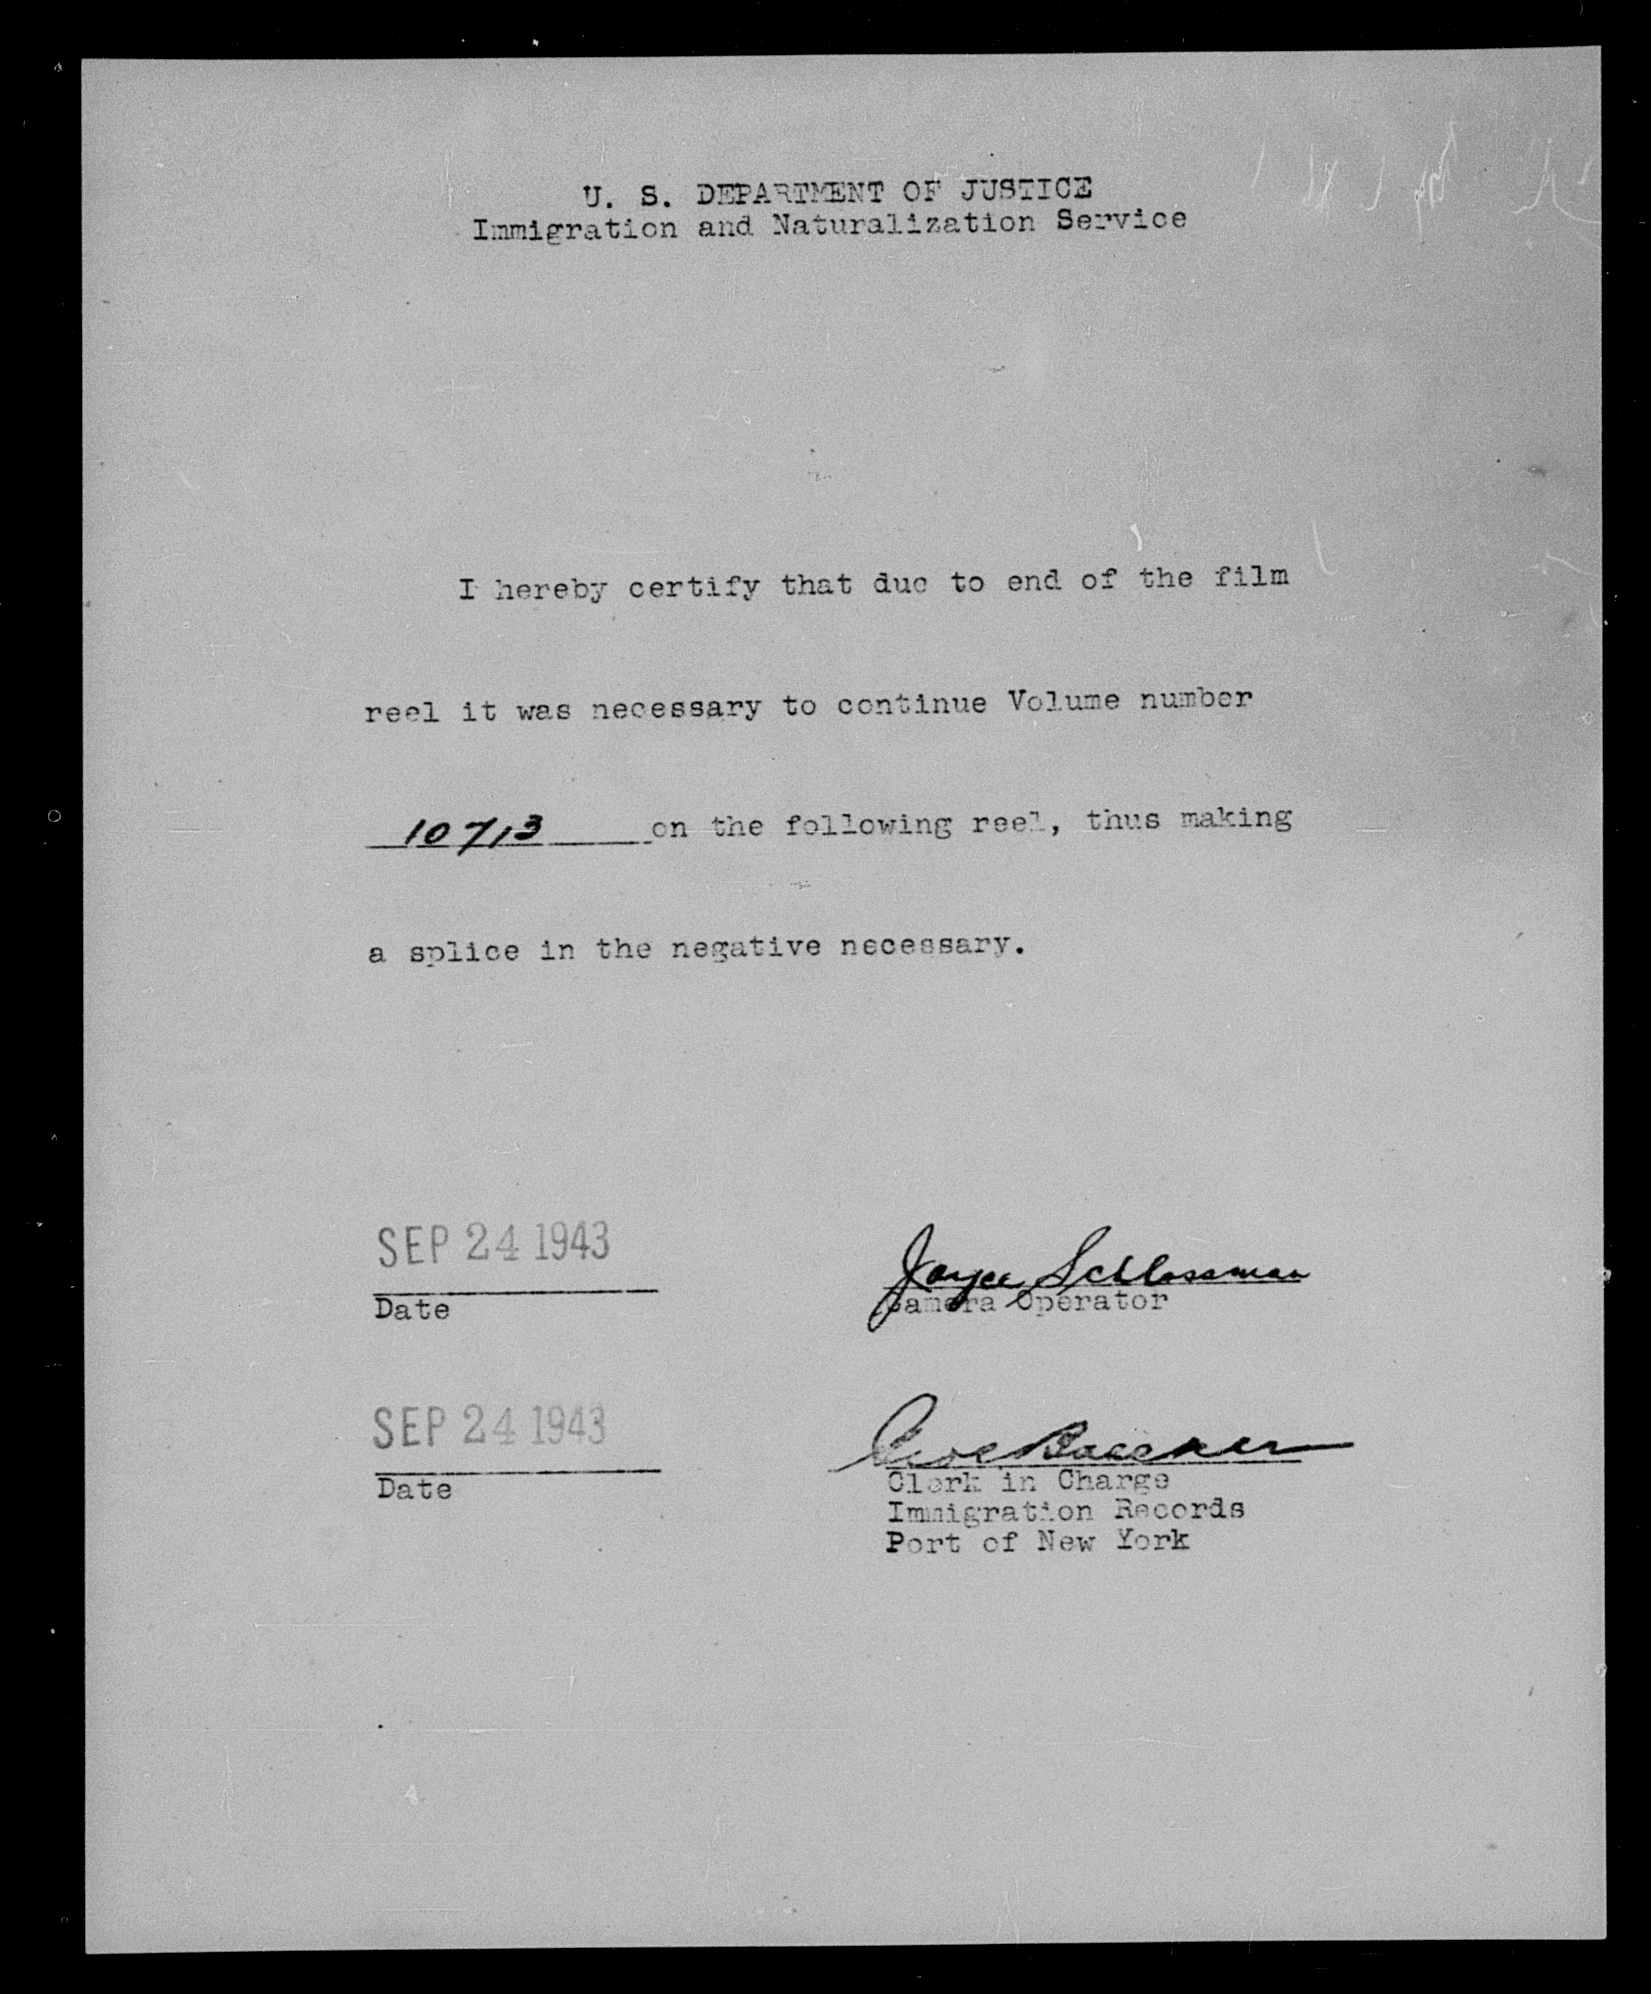 U. S. DEPARTMENT OF JUSTICE
Immigration and Naturalization Service
I hereby certify that due to end of the film
reel it was necessary to continue Volume number
10713 on the following reel, thus making
a splice in the negative necessary.
SEP 24 1943
Joyce Schlossman
Date
Camera Operator
SEP 24 1943
Date
Clerk in Charge
Immigration Records
Port of New York